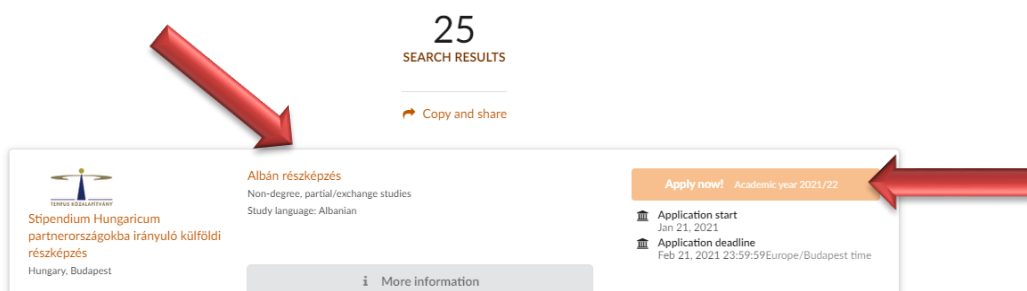 25
SEARCH RESULTS
Copy and share
TEMPUS KÖZALAPÍTVÁNY
Stipendium Hungaricum
partnerországokba irányuló külföldi
részképzés
Hungary, Budapest
Albán részképzés
Non-degree, partial/exchange studies
Study language: Albanian
i More information
Apply now! Academic year 2021/22
Application start
Jan 21, 2021
Application deadline
Feb 21, 2021 23:59:59Europe/Budapest time